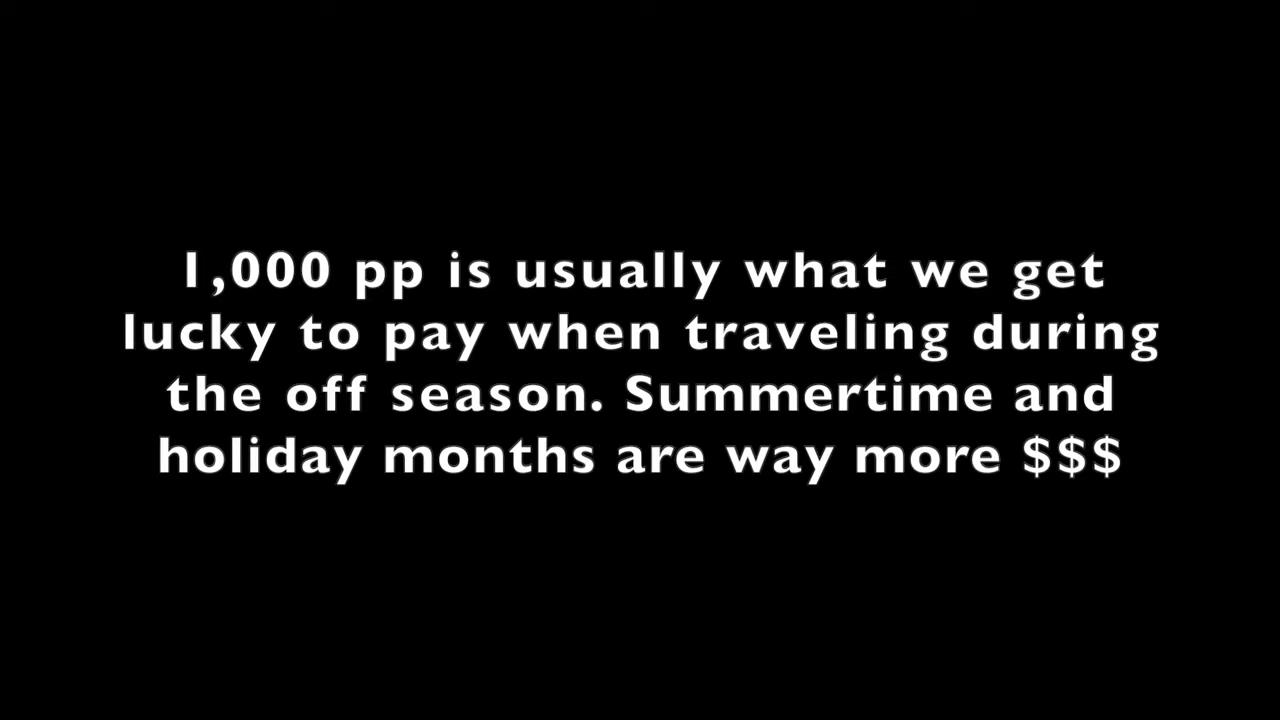 1,000 pp is usually what we get
lucky to pay when traveling during
the off season. Summertime and
holiday months are way more $$$